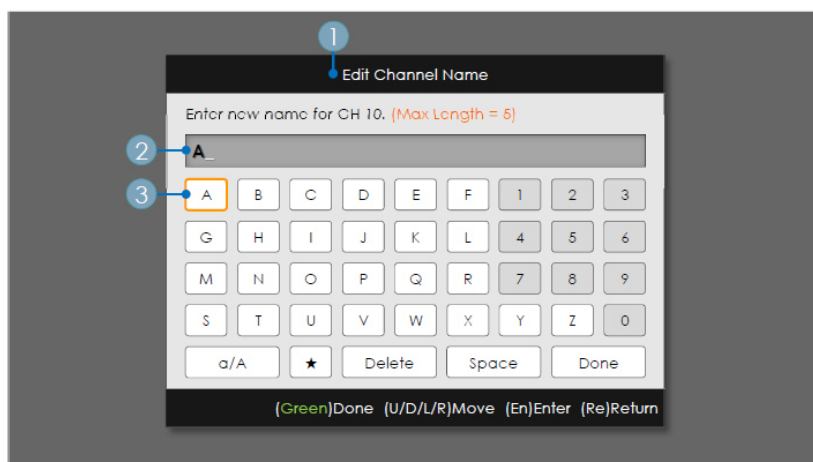 1
Edit Channel Name
Enter new name for CH 10. (Max Length = 5)
2
A_
3
A B C D E F 1 2 3
G H I J K L 4 5 6
M N O P Q R 7 8 9
S T U V W X Y Z 0
a/A ★ Delete Space Done
(Green)Done (U/D/L/R)Move (En)Enter (Re)Return